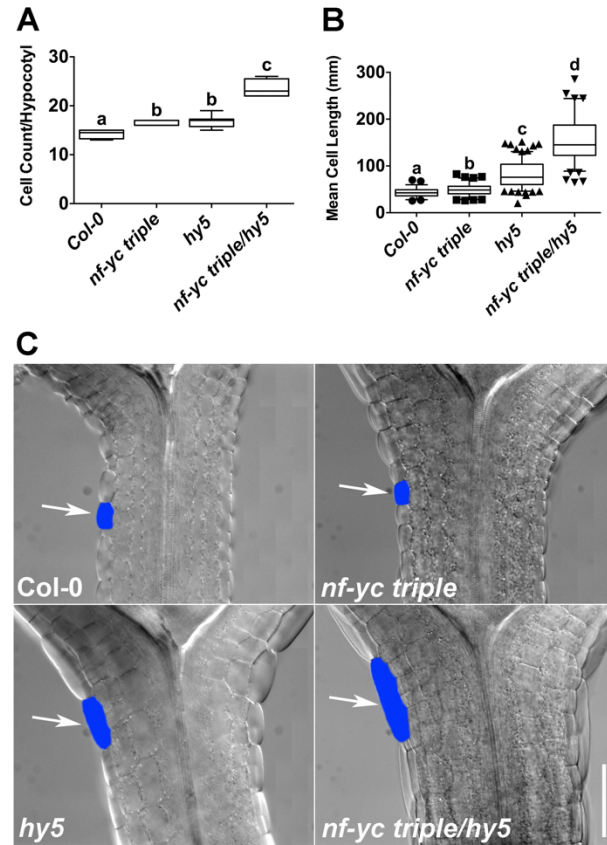 A
Cell Count/Hypocotyl
30
20
10
0
a
b
b
c
Col-0
nf-yc triple
hy5
nf-yc triple/hy5
B
Mean Cell Length (mm)
300
200
100
0
a
b
c
d
Col-0
nf-yc triple
hy5
nf-yc triple/hy5
C
Col-0
nf-yc triple
hy5
nf-yc triple/hy5